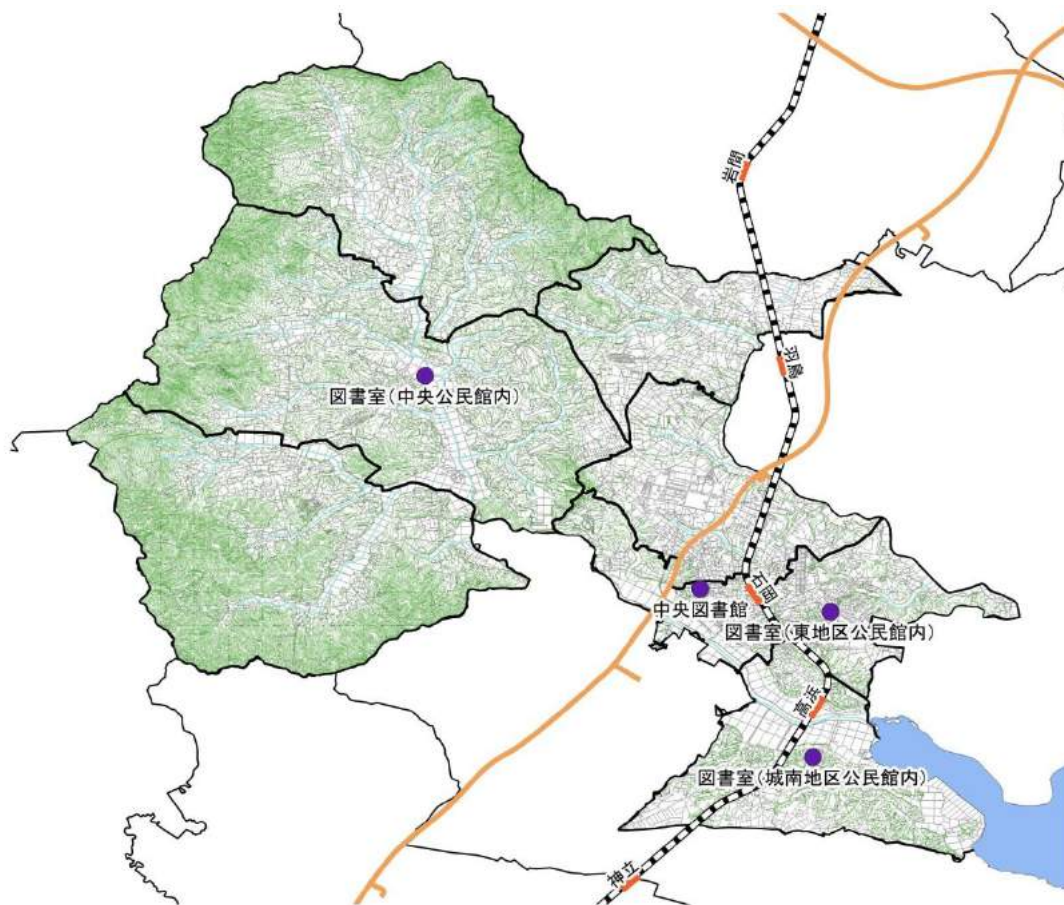 岩間
羽鳥
図書室(中央公民館内)
石岡
中央図書館
図書室(東地区公民館内)
高浜
図書室(城南地区公民館内)
神立